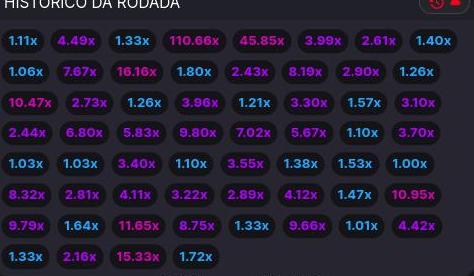 HISTÓRICO DA RODADA
1.11x 4.49x 1.33x 110.66x 45.85x 3.99x 2.61x 1.40x
1.06x 7.67x 16.16x 1.80x 2.43x 8.19x 2.90x 1.26x
10.47x 2.73x 1.26x 3.96x 1.21x 3.30x 1.57x 3.10x
2.44x 6.80x 5.83x 9.80x 7.02x 5.67x 1.10x 3.70x
1.03x 1.03x 3.40x 1.10x 3.55x 1.38x 1.53x 1.00x
8.32x 2.81x 4.11x 3.22x 2.89x 4.12x 1.47x 10.95x
9.79x 1.64x 11.65x 8.75x 1.33x 9.66x 1.01x 4.42x
1.33x 2.16x 15.33x 1.72x